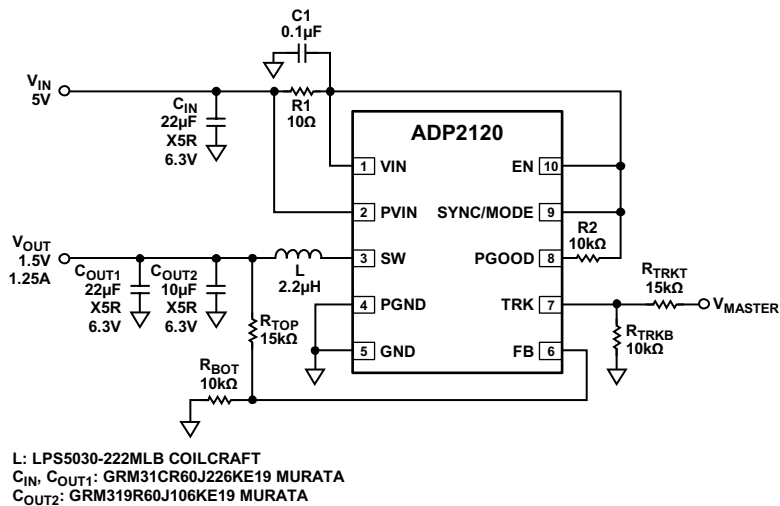 C1
0.1µF
VIN
5V
CIN
22µF
X5R
6.3V
R1
10Ω
ADP2120
1 VIN
EN 10
2 PVIN
SYNC/MODE 9
R2
10kΩ
VOUT
1.5V
1.25A
COUT1
22µF
X5R
6.3V
COUT2
10µF
X5R
6.3V
L
2.2µH
3 SW
PGOOD 8
RTRKT
15kΩ
VMASTER
4 PGND
TRK 7
RTOP
15kΩ
RTRKB
10kΩ
5 GND
FB 6
RBOT
10kΩ
L: LPS5030-222MLB COILCRAFT
CIN, COUT1: GRM31CR60J226KE19 MURATA
COUT2: GRM319R60J106KE19 MURATA